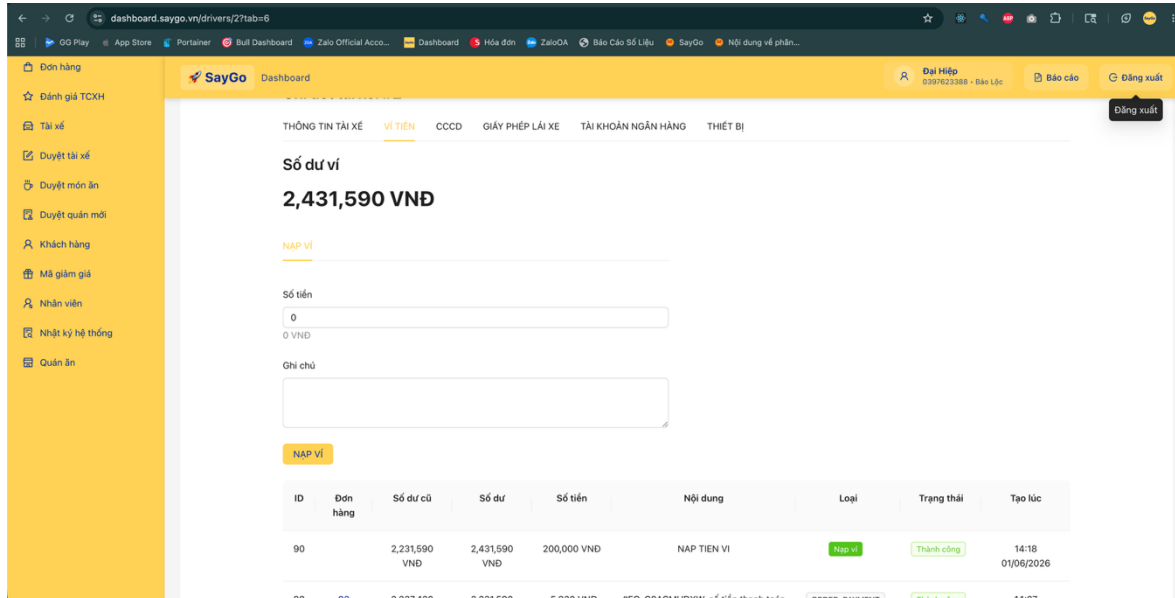 dashboard.saygo.vn/drivers/2?tab=6
GG Play App Store Portainer Bull Dashboard Zalo Official Acco... Dashboard Hóa đơn ZaloOA Báo Cáo Số Liệu SayGo Nội dung về phân...
Đơn hàng
Đánh giá TCXH
Tài xế
Duyệt tài xế
Duyệt món ăn
Duyệt quán mới
Khách hàng
Mã giảm giá
Nhân viên
Nhật ký hệ thống
Quán ăn
SayGo Dashboard
Đại Hiệp
0397623388 - Bảo Lộc
Báo cáo
Đăng xuất
Đăng xuất
THÔNG TIN TÀI XẾ VÍ TIỀN CCCD GIẤY PHÉP LÁI XE TÀI KHOẢN NGÂN HÀNG THIẾT BỊ
Số dư ví
2,431,590 VNĐ
NẠP VÍ
Số tiền
0
0 VNĐ
Ghi chú
NẠP VÍ
ID Đơn hàng Số dư cũ Số dư Số tiền Nội dung Loại Trạng thái Tạo lúc
90 2,231,590 VNĐ 2,431,590 VNĐ 200,000 VNĐ NAP TIEN VI Nạp ví Thành công 14:18 01/06/2026